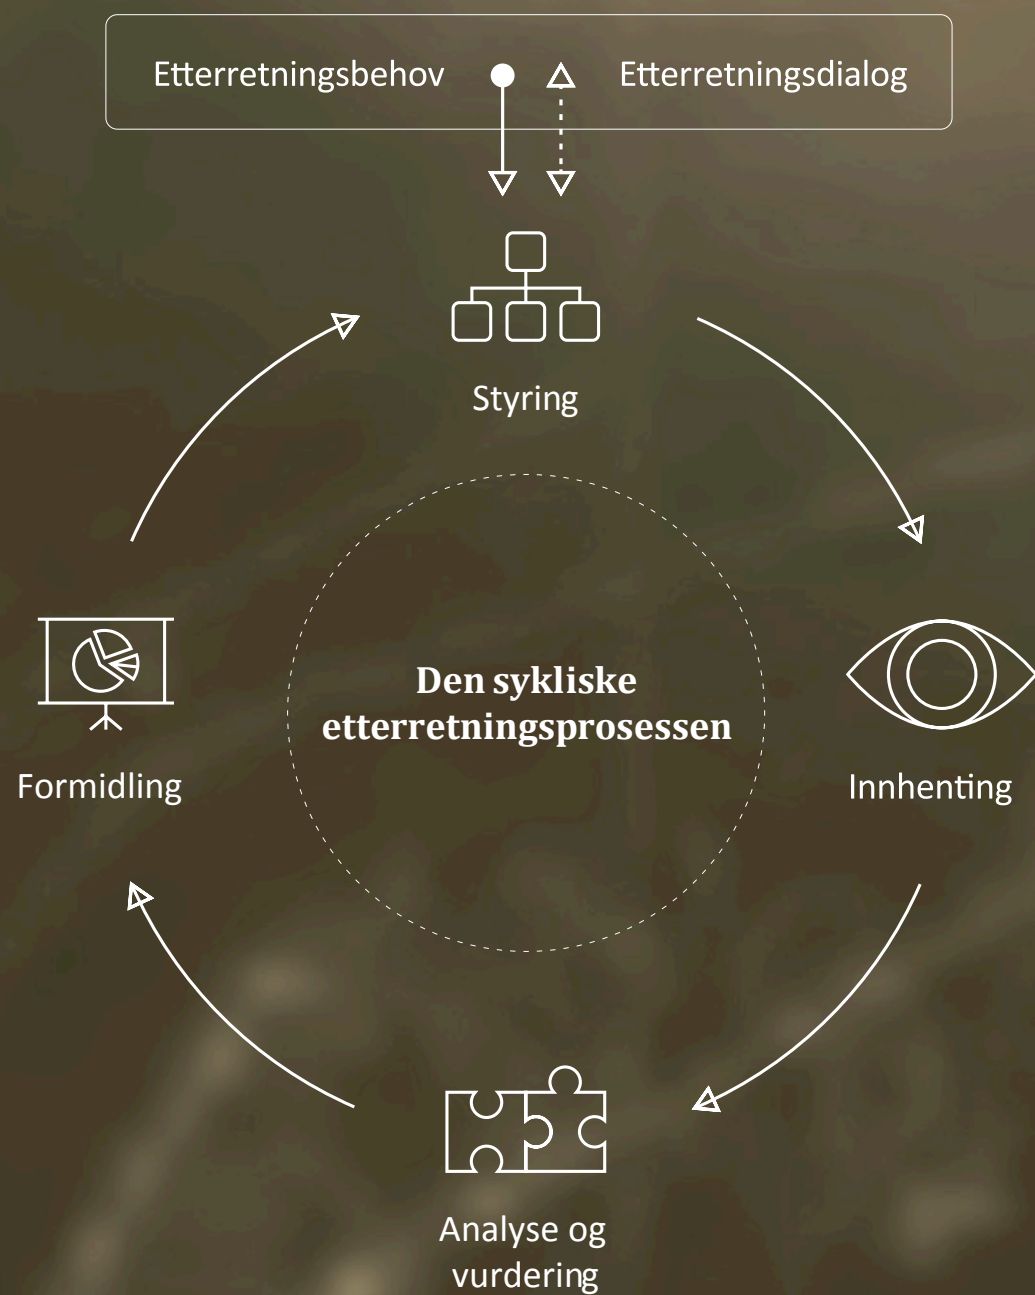 Etterretningsbehov
Etterretningsdialog
Styring
Den sykliske
etterretningsprosessen
Formidling
Innhenting
Analyse og
vurdering